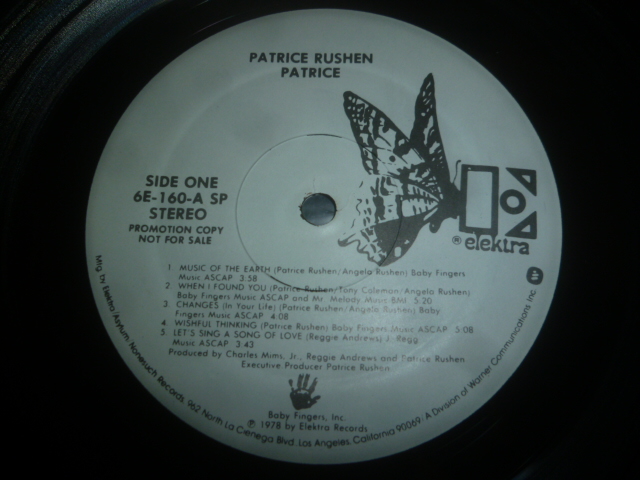 PATRICE RUSHEN
PATRICE
SIDE ONE
6E-160-A SP
STEREO
PROMOTION COPY
NOT FOR SALE
® elektra
1. MUSIC OF THE EARTH (Patrice Rushen/Angela Rushen) Baby Fingers
Music ASCAP 3:58
2. WHEN I FOUND YOU (Patrice Rushen/Tony Coleman/Angela Rushen)
Baby Fingers Music ASCAP and Mr. Melody Music BMI 5:20
3. CHANGES (In Your Life) (Patrice Rushen/Angela Rushen) Baby
Fingers Music ASCAP 4:08
4. WISHFUL THINKING (Patrice Rushen) Baby Fingers Music ASCAP 5:08
5. LET'S SING A SONG OF LOVE (Reggie Andrews) J. Regg
Music ASCAP 3:43
Produced by Charles Mims, Jr., Reggie Andrews and Patrice Rushen
Executive Producer Patrice Rushen
Baby Fingers, Inc.
℗ 1978 by Elektra Records
Mfg. by Elektra/Asylum/Nonesuch Records, 962 North La Cienega Blvd. Los Angeles, California 90069/A Division of Warner Communications Inc.